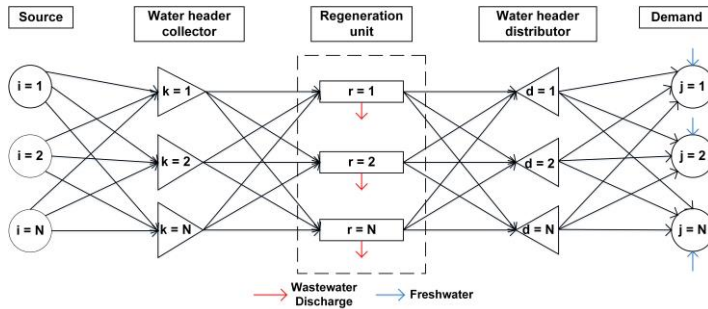 Source
Water header
collector
Regeneration
unit
Water header
distributor
Demand
i = 1
k = 1
r = 1
d = 1
j = 1
i = 2
k = 2
r = 2
d = 2
j = 2
i = N
k = N
r = N
d = N
j = N
Wastewater
Discharge
Freshwater